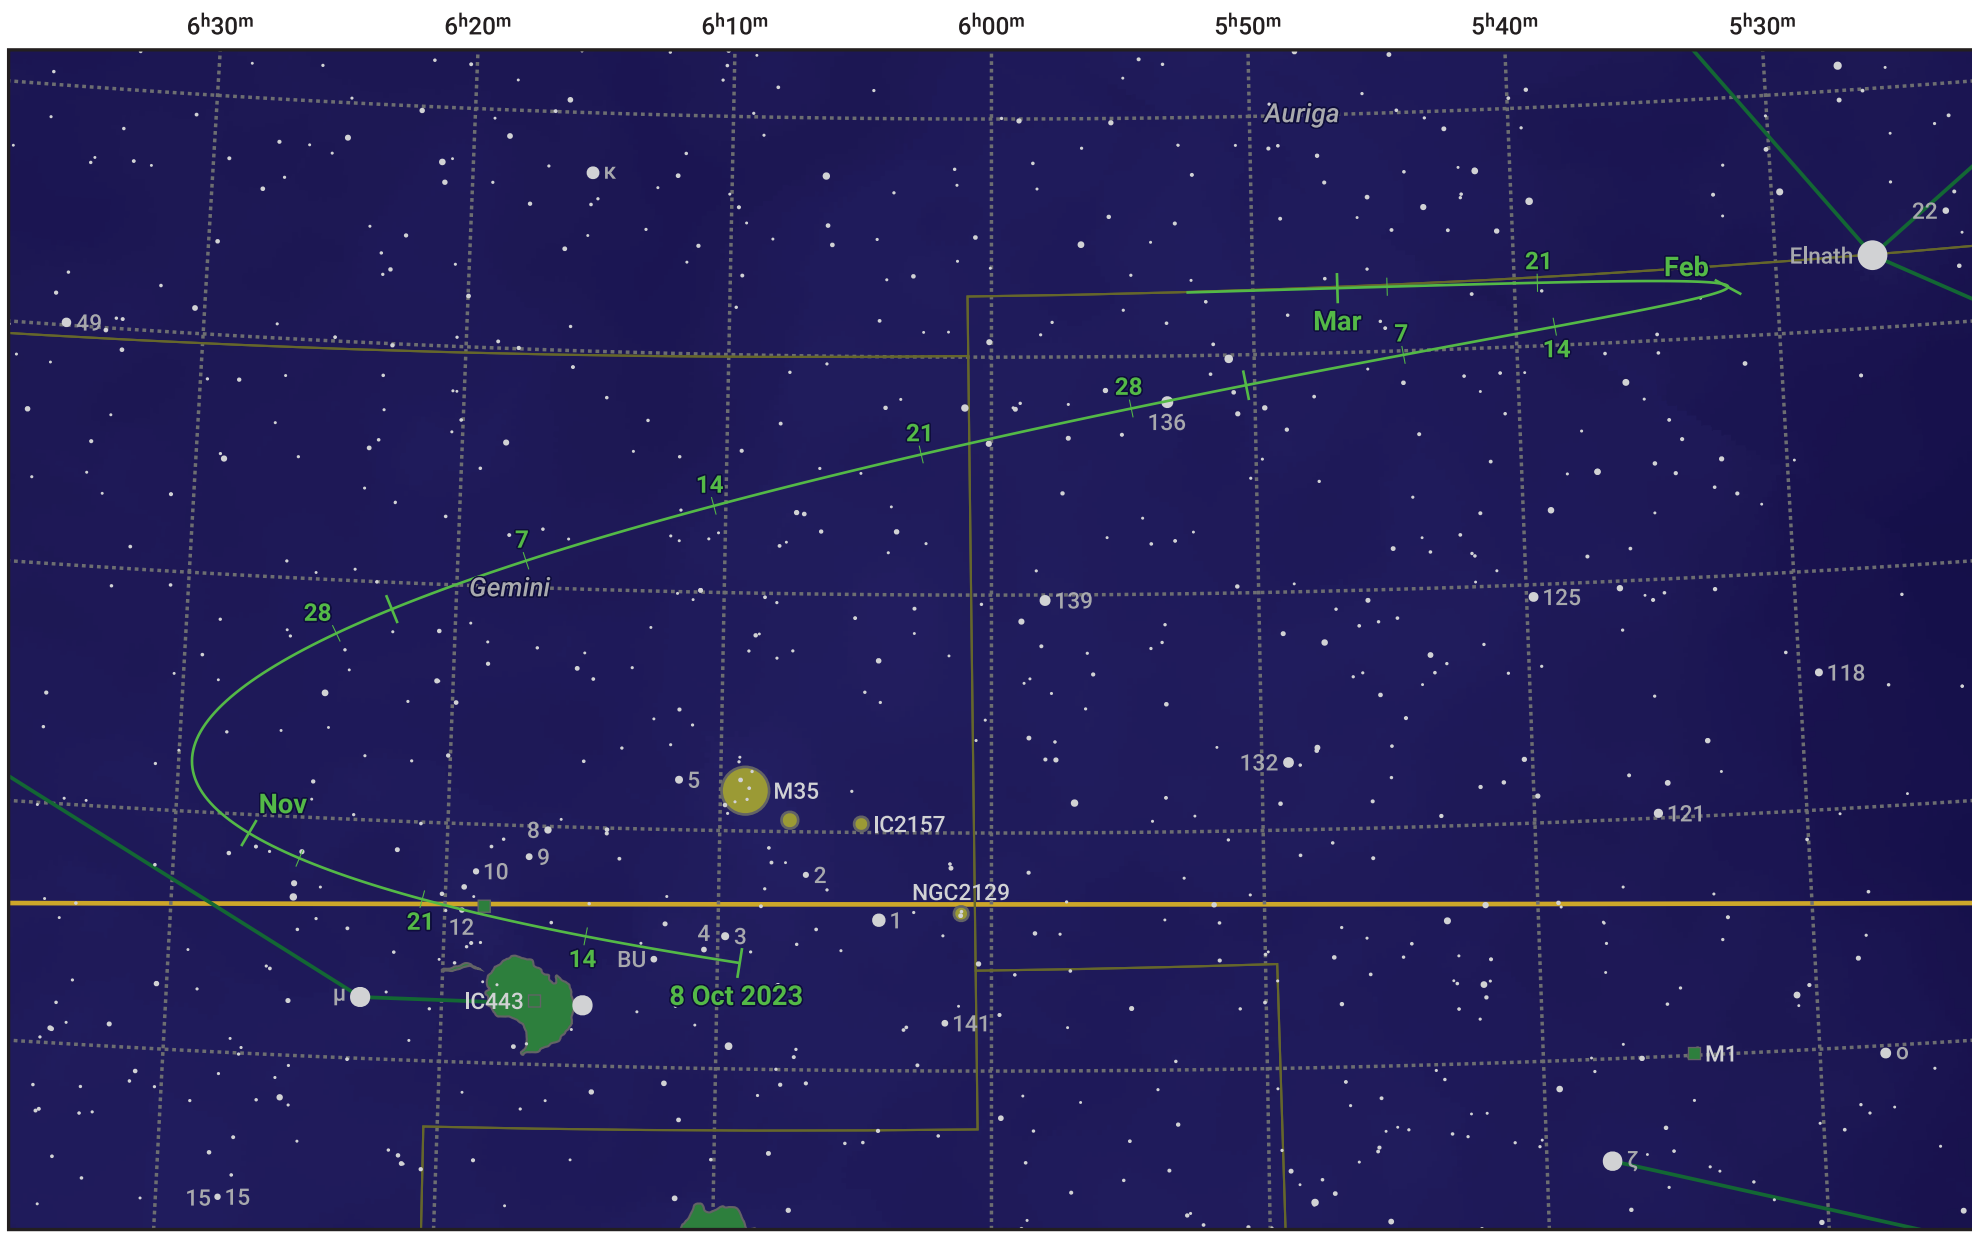 6ʰ30ᵐ 6ʰ20ᵐ 6ʰ10ᵐ 6ʰ00ᵐ 5ʰ50ᵐ 5ʰ40ᵐ 5ʰ30ᵐ
Auriga
κ
22
Elnath
21
Feb
49
Mar
7
14
28
136
21
14
7
Gemini
28
139
125
118
132
5
M35
Nov
121
8
IC2157
9
10
2
NGC2129
21
12
1
4
3
14
BU
μ
IC443
8 Oct 2023
141
M1
ο
ζ
15
15